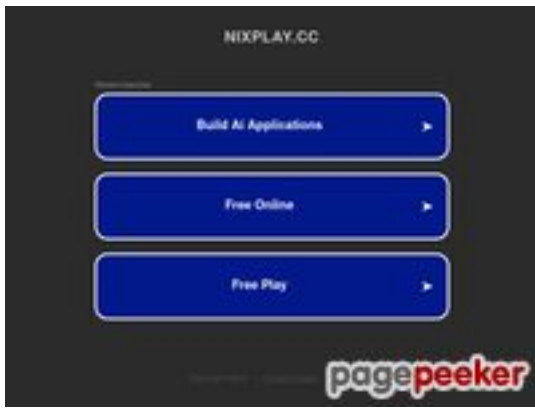 NIXPLAY.CC
Build Ai Applications
Free Online
Free Play
pagepeeker